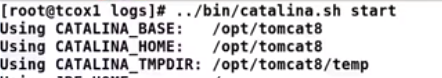 [root@tcox1 logs]# ../bin/catalina.sh start
Using CATALINA_BASE:   /opt/tomcat8
Using CATALINA_HOME:   /opt/tomcat8
Using CATALINA_TMPDIR: /opt/tomcat8/temp